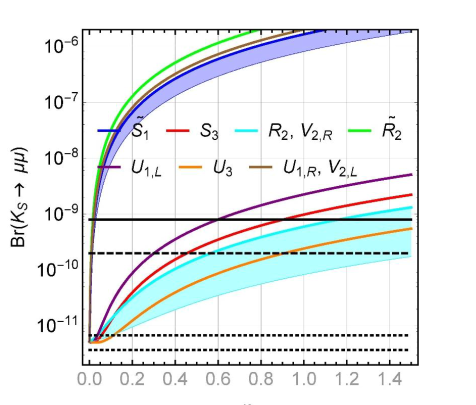 10⁻⁶
10⁻⁷
10⁻⁸
10⁻⁹
10⁻¹⁰
10⁻¹¹
Br(K_S → μμ)
S̃₁ S₃ R₂, V₂,R R̃₂
U₁,L U₃ U₁,R, V₂,L
0.0 0.2 0.4 0.6 0.8 1.0 1.2 1.4